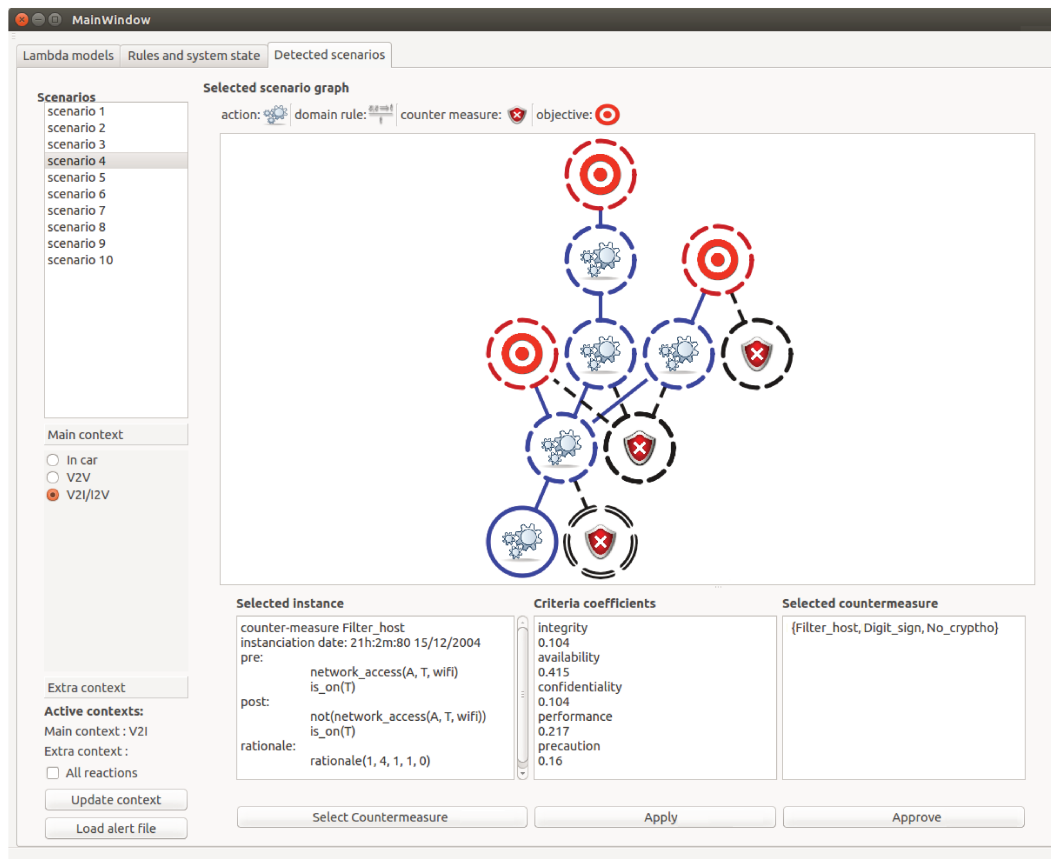 MainWindow
Lambda models
Rules and system state
Detected scenarios
Scenarios
scenario 1
scenario 2
scenario 3
scenario 4
scenario 5
scenario 6
scenario 7
scenario 8
scenario 9
scenario 10
Main context
In car
V2V
V2I/I2V
Extra context
Active contexts:
Main context : V2I
Extra context :
All reactions
Update context
Load alert file
Selected scenario graph
action:
domain rule:
counter measure:
objective:
Selected instance
counter-measure Filter_host
instanciation date: 21h:2m:80 15/12/2004
pre:
network_access(A, T, wifi)
is_on(T)
post:
not(network_access(A, T, wifi))
is_on(T)
rationale:
rationale(1, 4, 1, 1, 0)
Select Countermeasure
Criteria coefficients
integrity
0.104
availability
0.415
confidentiality
0.104
performance
0.217
precaution
0.16
Apply
Selected countermeasure
{Filter_host, Digit_sign, No_cryptho}
Approve